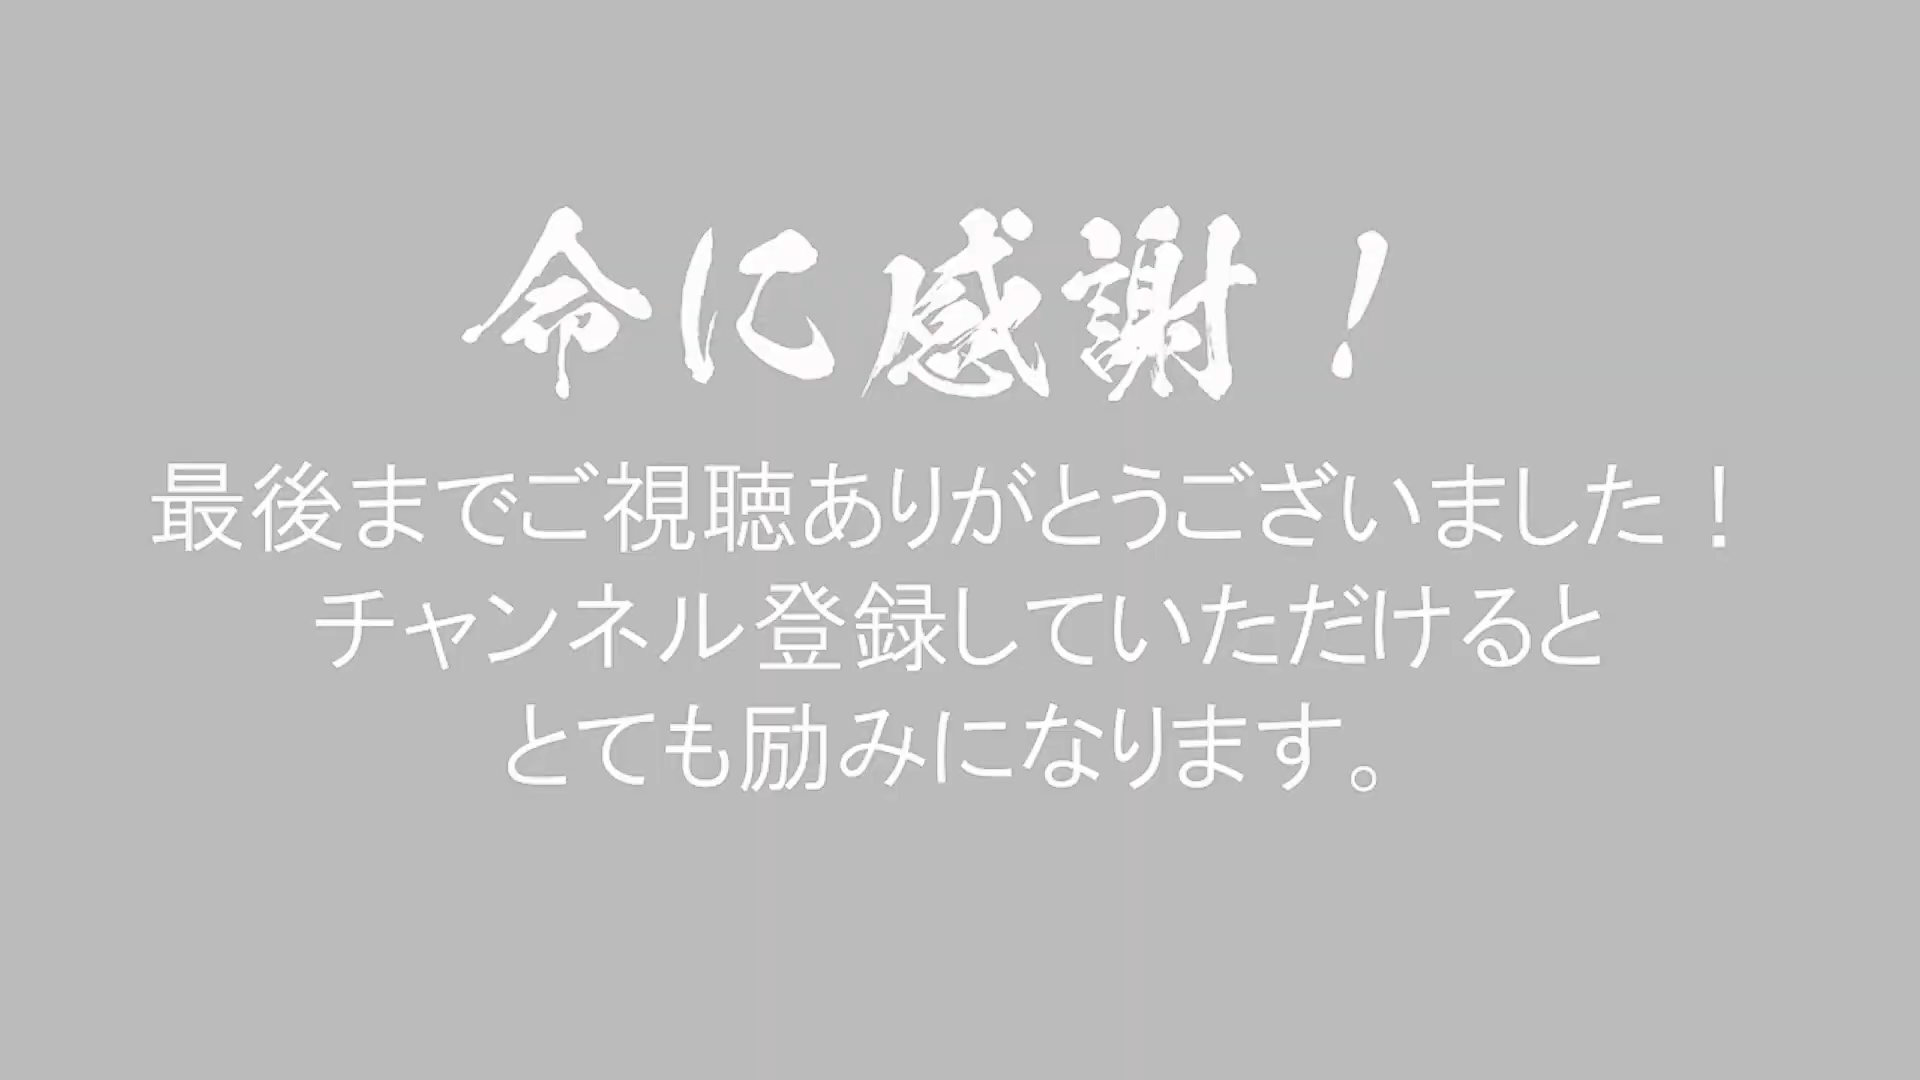 命に感謝！
最後までご視聴ありがとうございました！
チャンネル登録していただけると
とても励みになります。